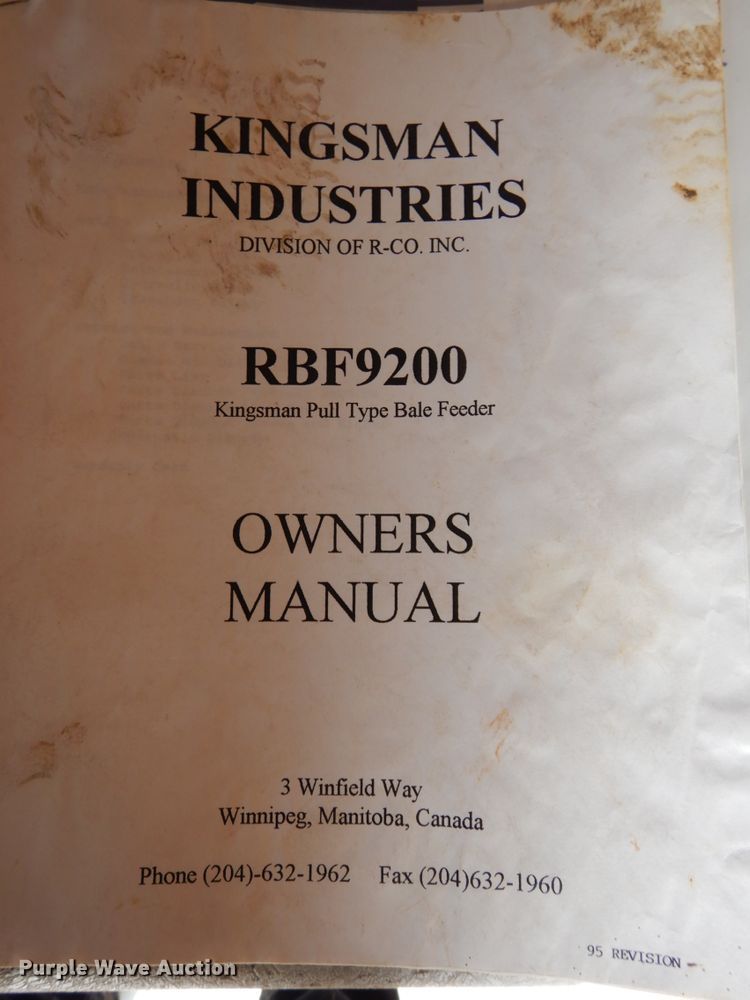 KINGSMAN
INDUSTRIES
DIVISION OF R-CO. INC.
RBF9200
Kingsman Pull Type Bale Feeder
OWNERS
MANUAL
3 Winfield Way
Winnipeg, Manitoba, Canada
Phone (204)-632-1962 Fax (204)632-1960
95 REVISION -
Purple Wave Auction